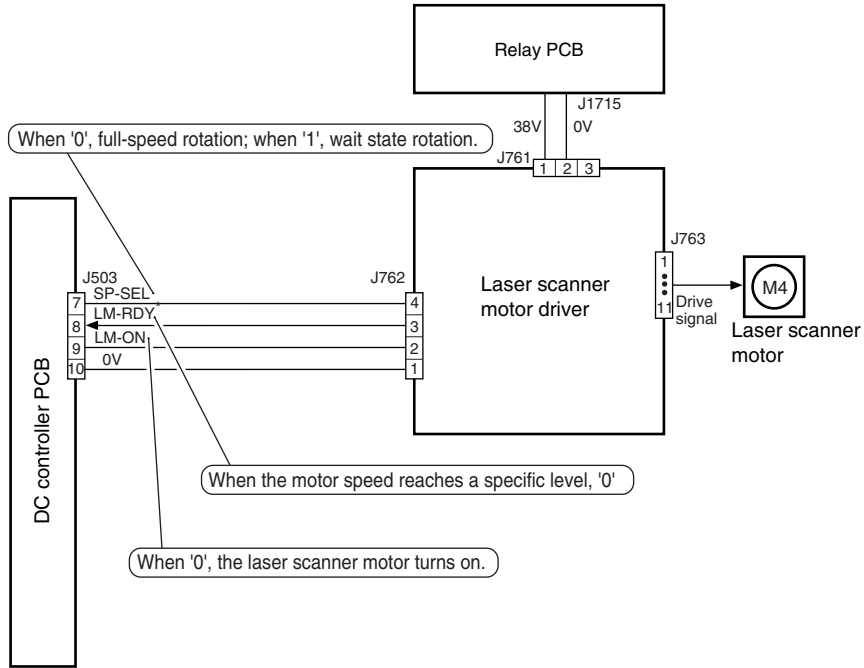 Relay PCB
J1715
38V 0V
When '0', full-speed rotation; when '1', wait state rotation.
J761
1 2 3
J503
J762
J763
7 SP-SEL 4
8 LM-RDY 3
9 LM-ON 2
10 0V 1
Laser scanner
motor driver
1
11
Drive
signal
M4
Laser scanner
motor
DC controller PCB
When the motor speed reaches a specific level, '0'
When '0', the laser scanner motor turns on.